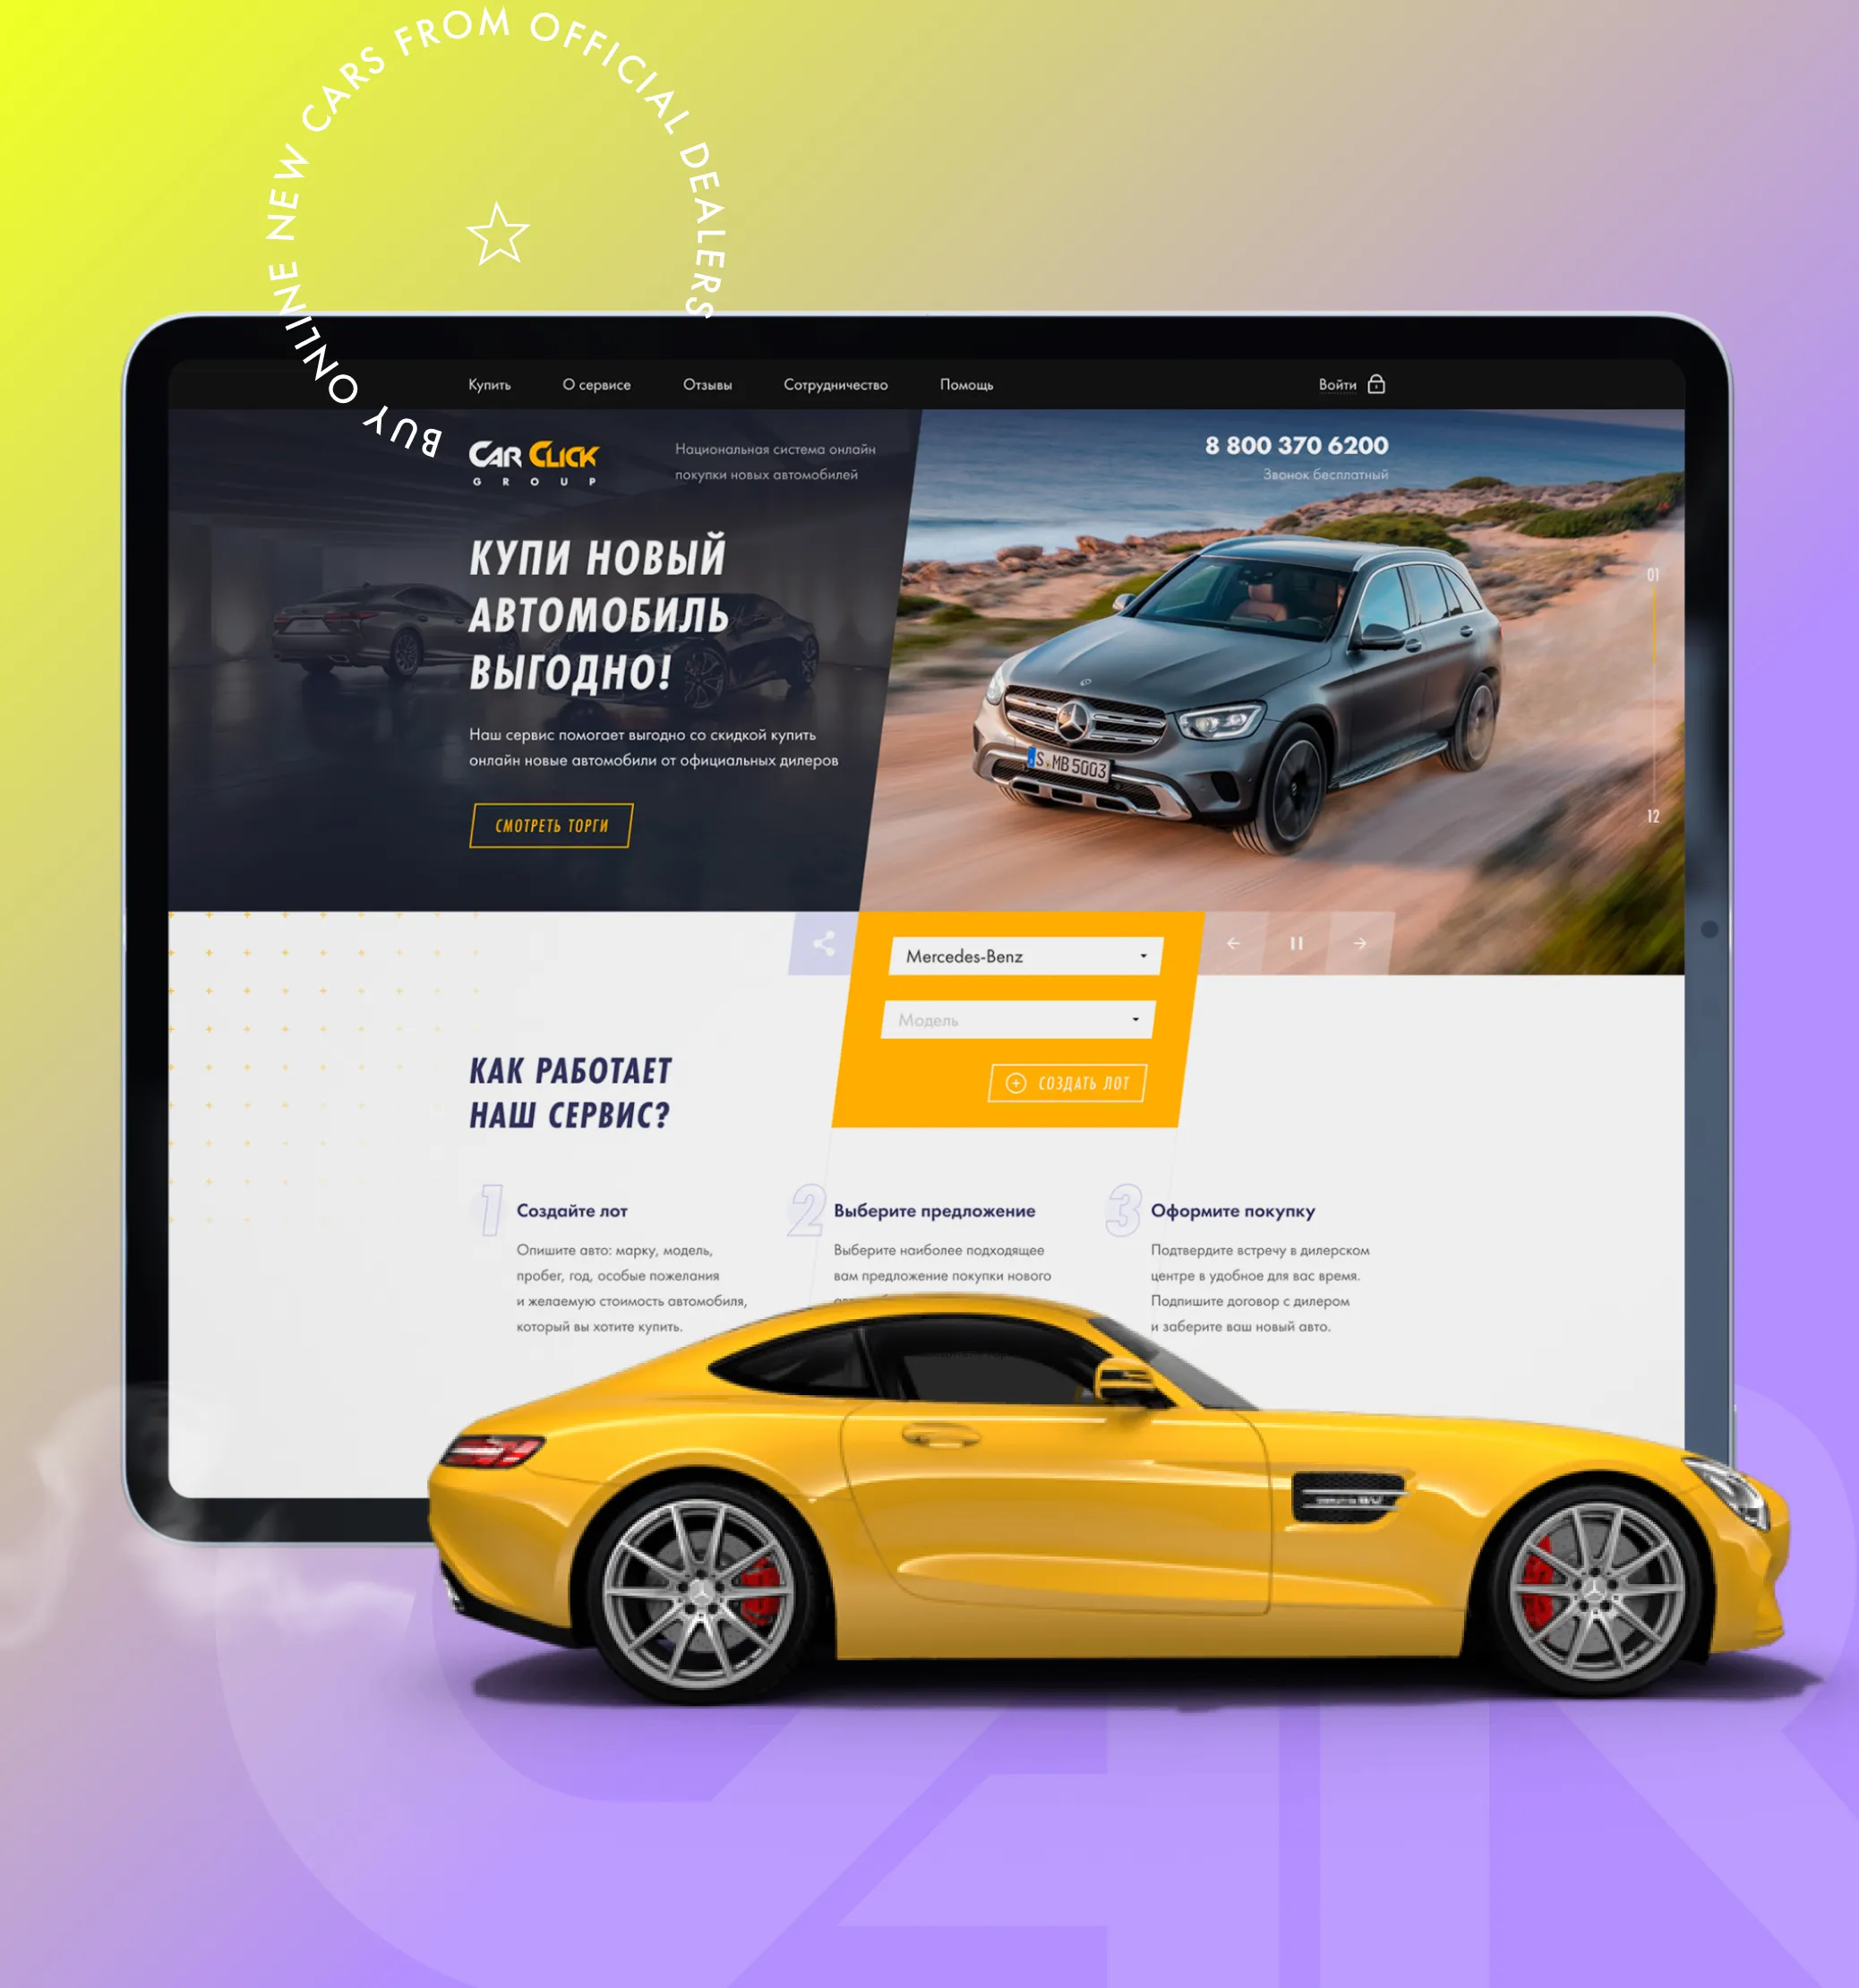 BUY ONLINE NEW CARS FROM OFFICIAL DEALERS
Купить О сервисе Отзывы Сотрудничество Помощь Войти
CAR CLICK
GROUP
Национальная система онлайн
покупки новых автомобилей
8 800 370 6200
Звонок бесплатный
КУПИ НОВЫЙ
АВТОМОБИЛЬ
ВЫГОДНО!
Наш сервис помогает выгодно со скидкой купить
онлайн новые автомобили от официальных дилеров
СМОТРЕТЬ ТОРГИ
S MB 5003
01
12
Mercedes-Benz
Модель
СОЗДАТЬ ЛОТ
КАК РАБОТАЕТ
НАШ СЕРВИС?
1
Создайте лот
Опишите авто: марку, модель,
пробег, год, особые пожелания
и желаемую стоимость автомобиля,
который вы хотите купить.
2
Выберите предложение
Выберите наиболее подходящее
вам предложение покупки нового
3
Оформите покупку
Подтвердите встречу в дилерском
центре в удобное для вас время.
Подпишите договор с дилером
и заберите ваш новый авто.
CAR